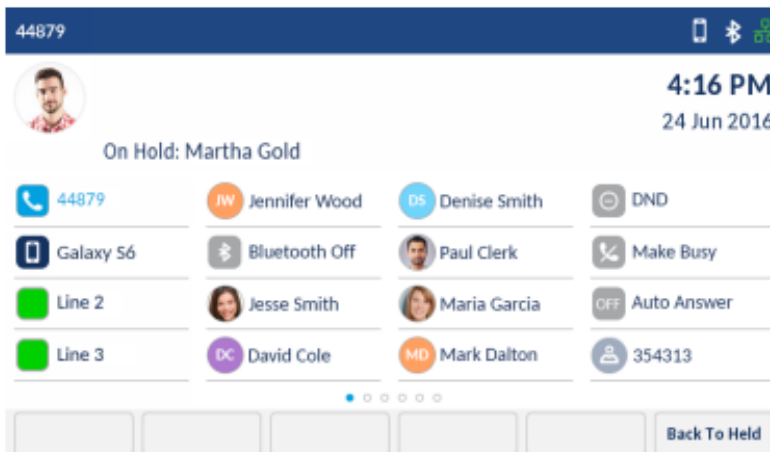 44879
4:16 PM
24 Jun 2016
On Hold: Martha Gold
44879
JW Jennifer Wood
DS Denise Smith
DND
Galaxy S6
Bluetooth Off
Paul Clerk
Make Busy
Line 2
Jesse Smith
Maria Garcia
OFF Auto Answer
Line 3
DC David Cole
MD Mark Dalton
354313
Back To Held